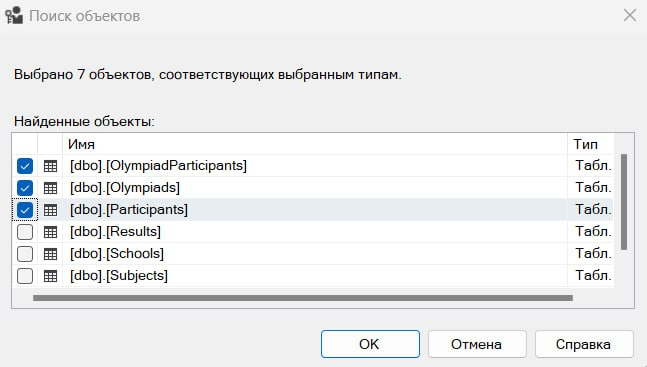 Поиск объектов
Выбрано 7 объектов, соответствующих выбранным типам.
Найденные объекты:
Имя Тип
[dbo].[OlympiadParticipants] Табл.
[dbo].[Olympiads] Табл.
[dbo].[Participants] Табл.
[dbo].[Results] Табл.
[dbo].[Schools] Табл.
[dbo].[Subjects] Табл.
OK Отмена Справка